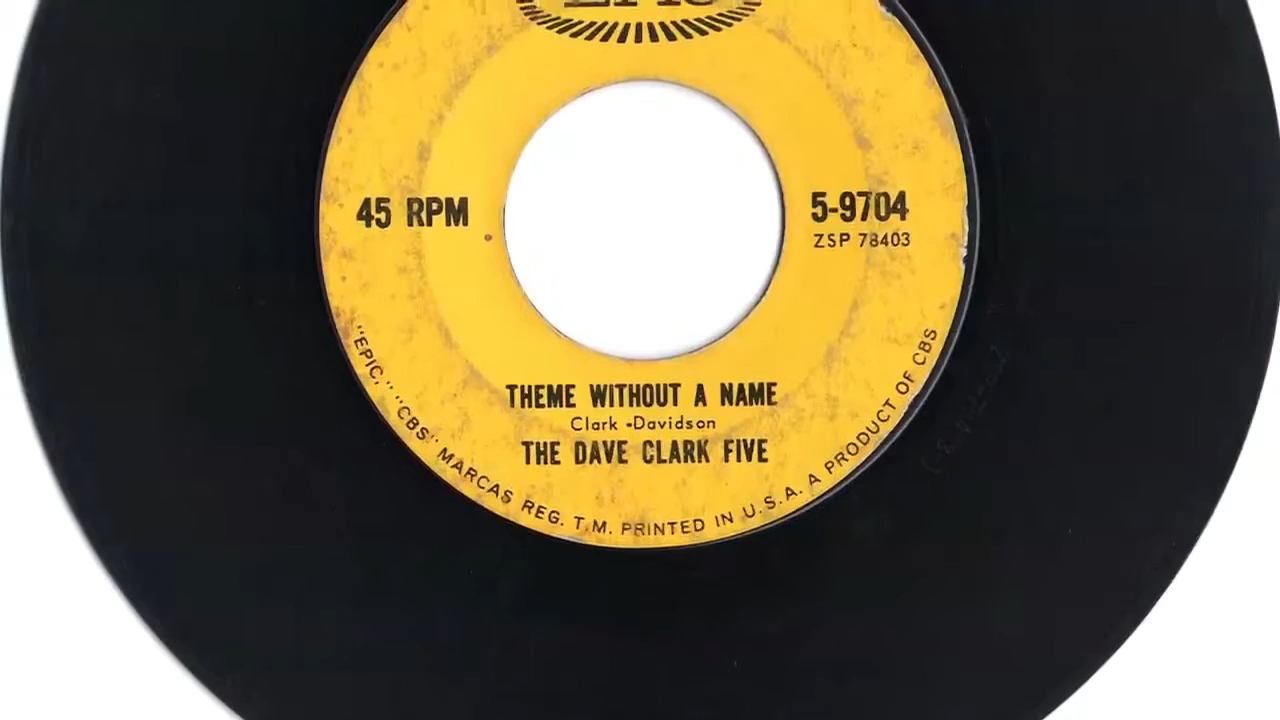 45 RPM
5-9704
ZSP 78403
THEME WITHOUT A NAME
Clark -Davidson
THE DAVE CLARK FIVE
"EPIC," "CBS" MARCAS REG. T.M. PRINTED IN U.S.A. A PRODUCT OF CBS